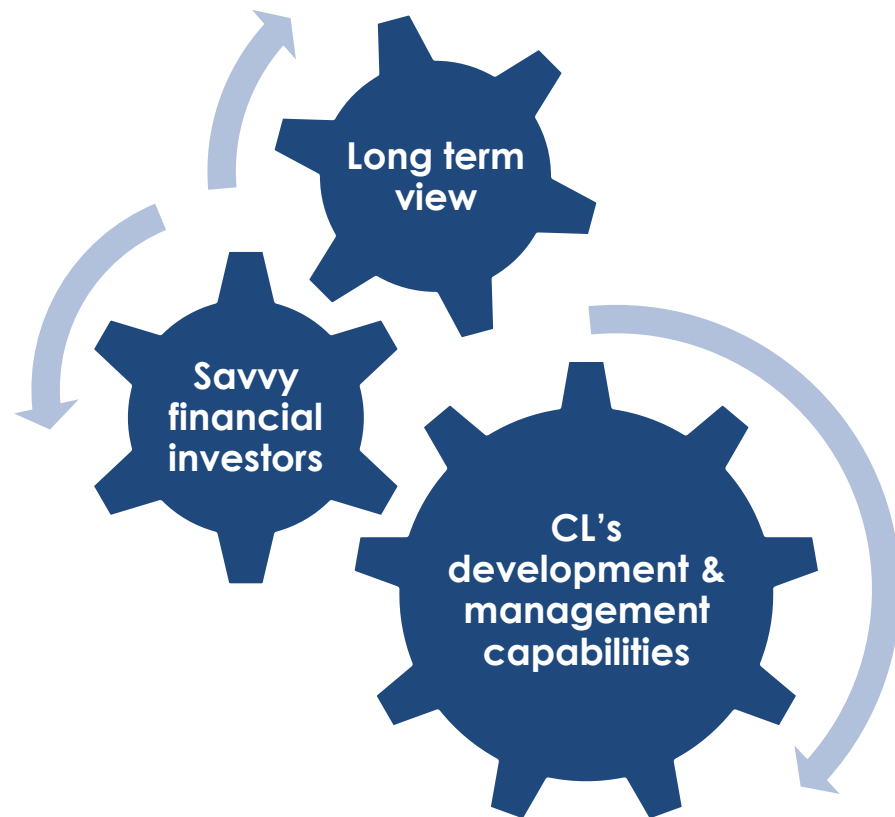 Long term
view
Savvy
financial
investors
CL’s
development &
management
capabilities